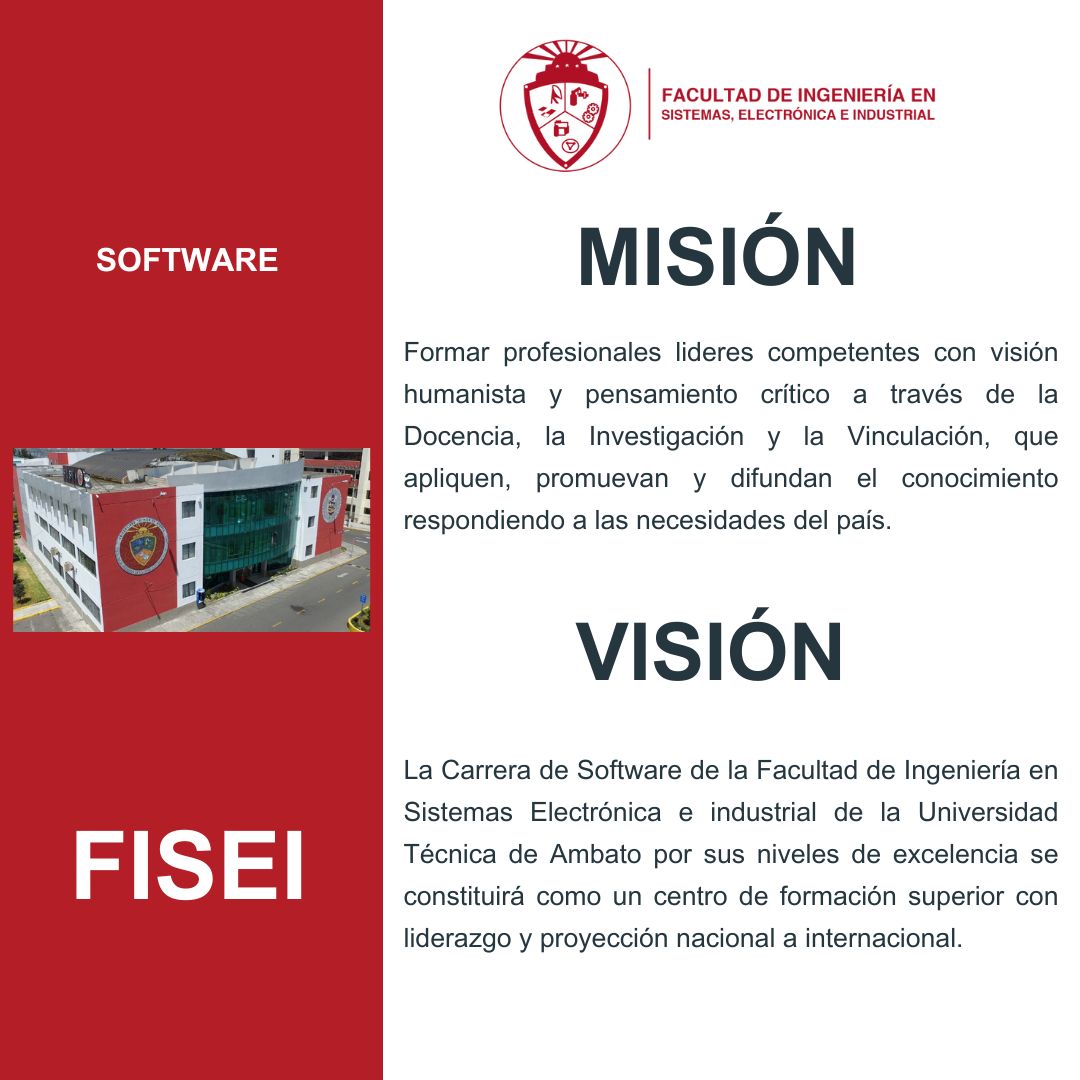 FACULTAD DE INGENIERÍA EN
SISTEMAS, ELECTRÓNICA E INDUSTRIAL
SOFTWARE
FISEI
MISIÓN
Formar profesionales lideres competentes con visión
humanista y pensamiento crítico a través de la
Docencia, la Investigación y la Vinculación, que
apliquen, promuevan y difundan el conocimiento
respondiendo a las necesidades del país.
VISIÓN
La Carrera de Software de la Facultad de Ingeniería en
Sistemas Electrónica e industrial de la Universidad
Técnica de Ambato por sus niveles de excelencia se
constituirá como un centro de formación superior con
liderazgo y proyección nacional a internacional.